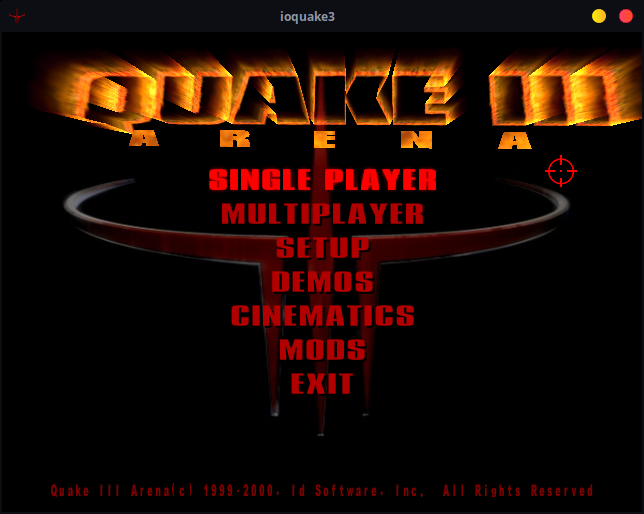 ioquake3
QUAKE III
ARENA
SINGLE PLAYER
MULTIPLAYER
SETUP
DEMOS
CINEMATICS
MODS
EXIT
Quake III Arena(c) 1999-2000, Id Software, Inc. All Rights Reserved